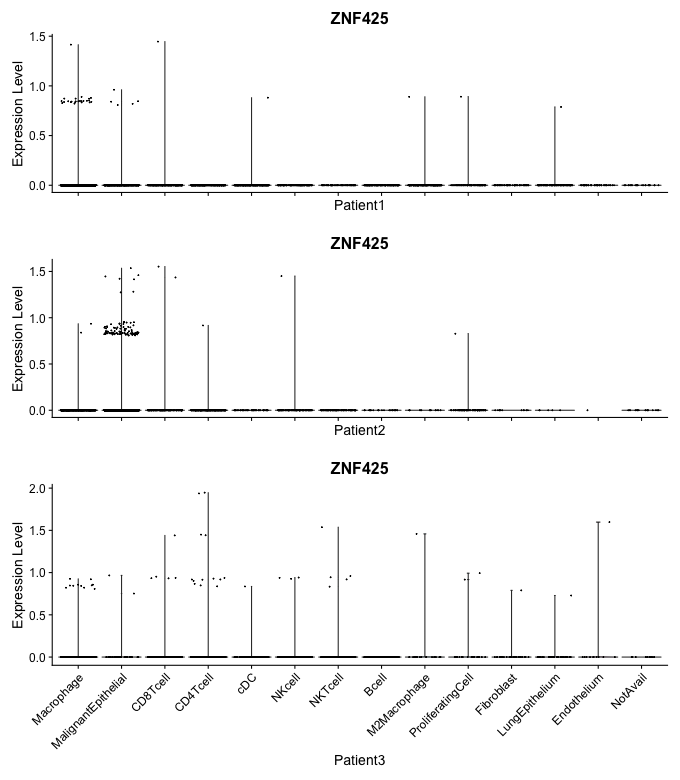 ZNF425
Expression Level
1.5
1.0
0.5
0.0
Patient1
ZNF425
Expression Level
1.5
1.0
0.5
0.0
Patient2
ZNF425
Expression Level
2.0
1.5
1.0
0.5
0.0
Macrophage
MalignantEpithelial
CD8Tcell
CD4Tcell
cDC
NKcell
NKTcell
Bcell
M2Macrophage
ProliferatingCell
Fibroblast
LungEpithelium
Endothelium
NotAvail
Patient3